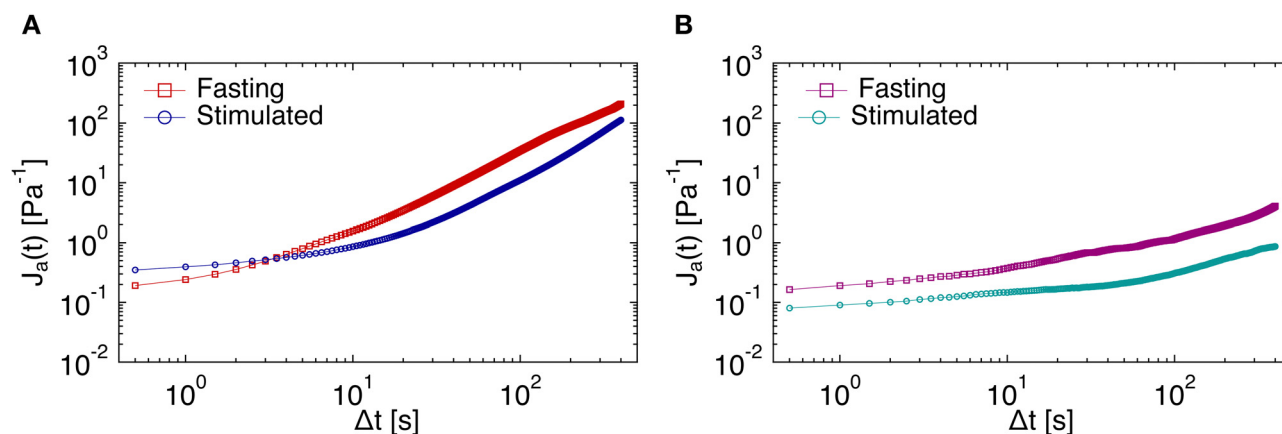 A
J_a(t) [Pa^-1]
10^3
10^2
10^1
10^0
10^-1
10^-2
Fasting
Stimulated
10^0 10^1 10^2
Δt [s]
B
J_a(t) [Pa^-1]
10^3
10^2
10^1
10^0
10^-1
10^-2
Fasting
Stimulated
10^0 10^1 10^2
Δt [s]